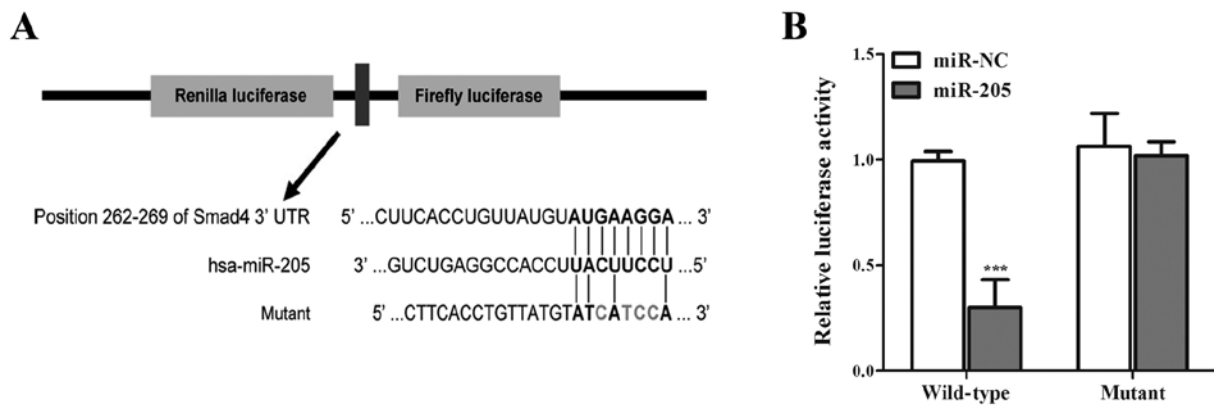 A
Renilla luciferase
Firefly luciferase
Position 262-269 of Smad4 3' UTR 5' ...CUUCACCUGUUAUGUAUGAAGGA ... 3'
hsa-miR-205 3' ...GUCUGAGGCCACCUUACUUCCU ...5'
Mutant 5' ...CTTCACCTGTTATGTATCATCCA ... 3'
B
Relative luciferase activity
1.5
1.0
0.5
0.0
miR-NC
miR-205
***
Wild-type
Mutant